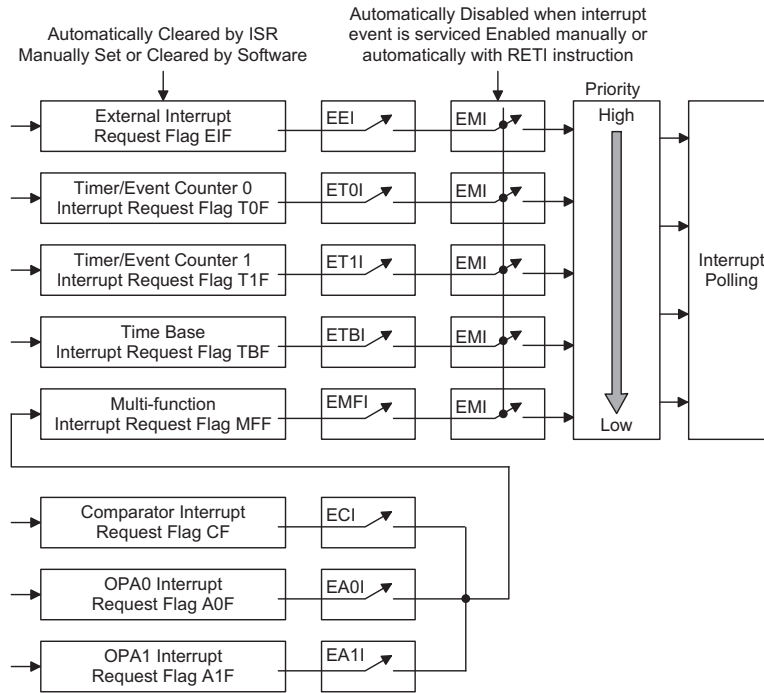 Automatically Cleared by ISR
Manually Set or Cleared by Software
Automatically Disabled when interrupt
event is serviced Enabled manually or
automatically with RETI instruction
Priority
External Interrupt
Request Flag EIF
EEI
EMI
High
Timer/Event Counter 0
Interrupt Request Flag T0F
ET0I
EMI
Timer/Event Counter 1
Interrupt Request Flag T1F
ET1I
EMI
Interrupt
Polling
Time Base
Interrupt Request Flag TBF
ETBI
EMI
Multi-function
Interrupt Request Flag MFF
EMFI
EMI
Low
Comparator Interrupt
Request Flag CF
ECI
OPA0 Interrupt
Request Flag A0F
EA0I
OPA1 Interrupt
Request Flag A1F
EA1I